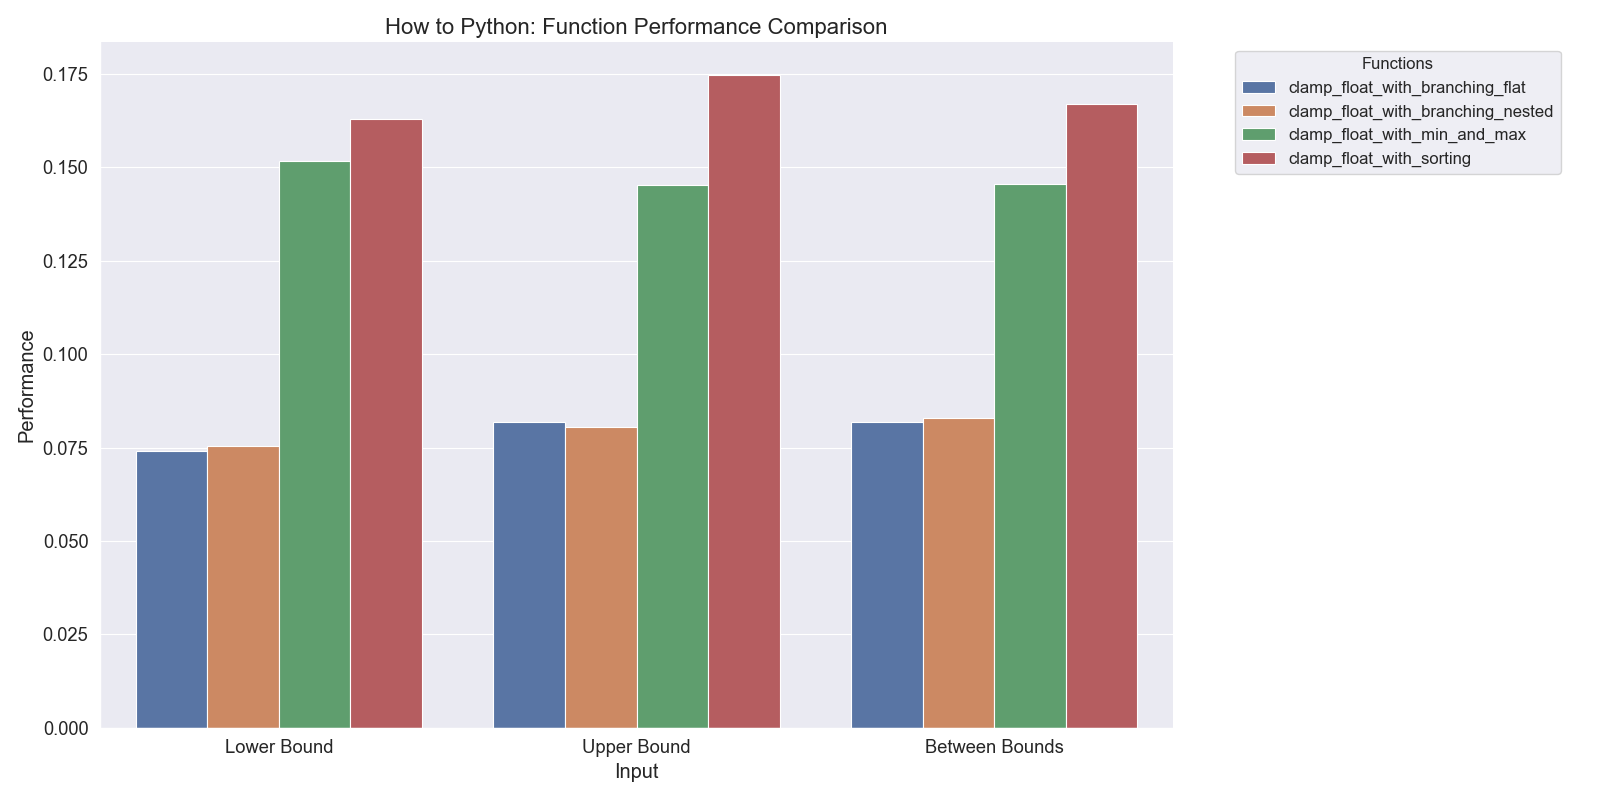 How to Python: Function Performance Comparison
Functions
clamp_float_with_branching_flat
clamp_float_with_branching_nested
clamp_float_with_min_and_max
clamp_float_with_sorting
Performance
0.175
0.150
0.125
0.100
0.075
0.050
0.025
0.000
Lower Bound
Upper Bound
Between Bounds
Input